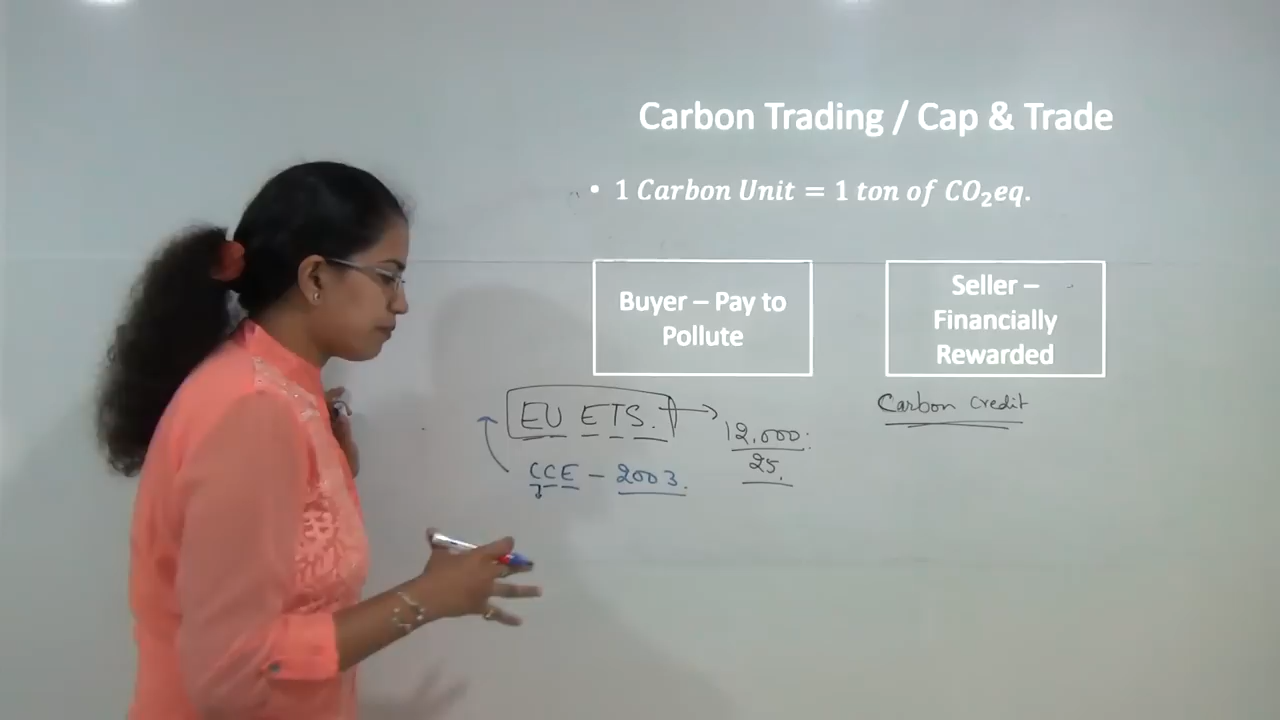 Carbon Trading / Cap & Trade
• 1 Carbon Unit = 1 ton of CO₂eq.
Buyer – Pay to
Pollute
Seller –
Financially
Rewarded
Carbon credit
EU ETS.
12,000
25.
CCE – 2003.